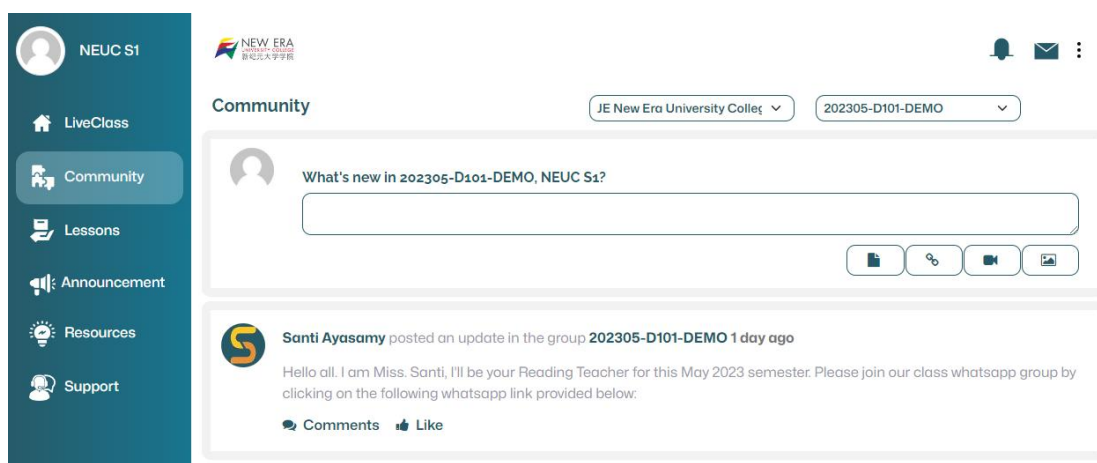 NEUC S1
LiveClass
Community
Lessons
Announcement
Resources
Support
NEW ERA
UNIVERSITY COLLEGE
新纪元大学学院
Community
JE New Era University Colleg
202305-D101-DEMO
What's new in 202305-D101-DEMO, NEUC S1?
Santi Ayasamy posted an update in the group 202305-D101-DEMO 1 day ago
Hello all. I am Miss. Santi, I'll be your Reading Teacher for this May 2023 semester. Please join our class whatsapp group by
clicking on the following whatsapp link provided below:
Comments Like